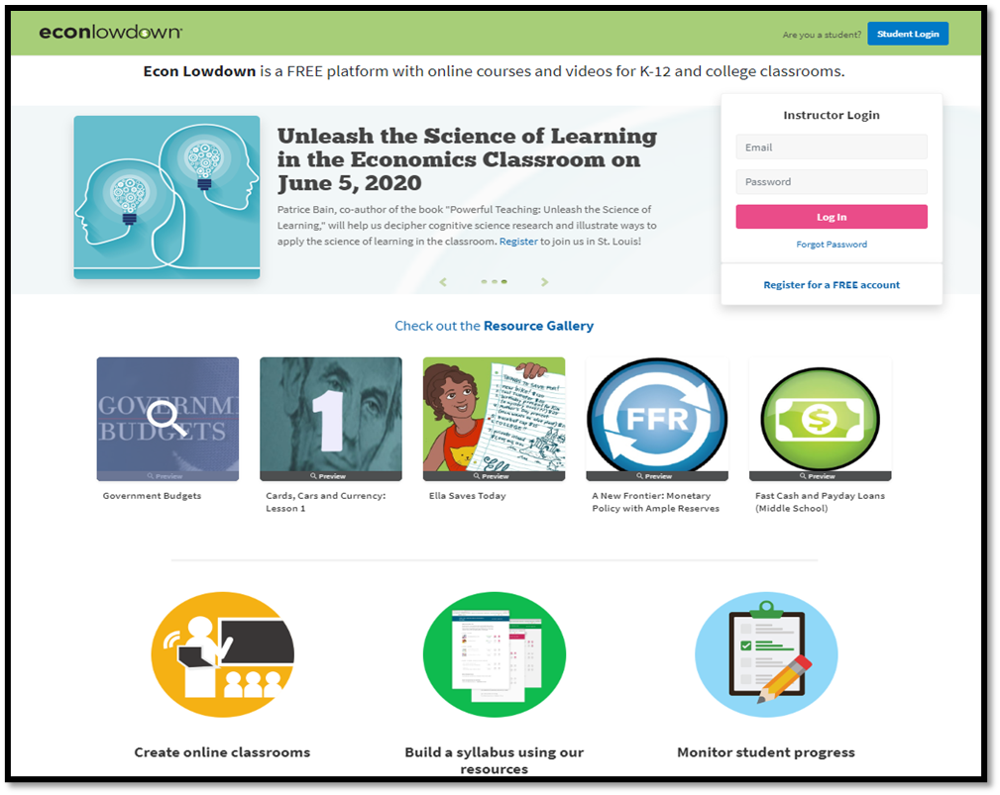 econlowdown
Are you a student?
Student Login
Econ Lowdown is a FREE platform with online courses and videos for K-12 and college classrooms.
Unleash the Science of Learning
in the Economics Classroom on
June 5, 2020
Patrice Bain, co-author of the book "Powerful Teaching: Unleash the Science of
Learning," will help us decipher cognitive science research and illustrate ways to
apply the science of learning in the classroom. Register to join us in St. Louis!
Instructor Login
Email
Password
Log In
Forgot Password
Register for a FREE account
Check out the Resource Gallery
GOVERNM
BUDGETS
Preview
Government Budgets
1
Preview
Cards, Cars and Currency:
Lesson 1
Preview
Ella Saves Today
FFR
Preview
A New Frontier: Monetary
Policy with Ample Reserves
$
Preview
Fast Cash and Payday Loans
(Middle School)
Create online classrooms
Build a syllabus using our
resources
Monitor student progress